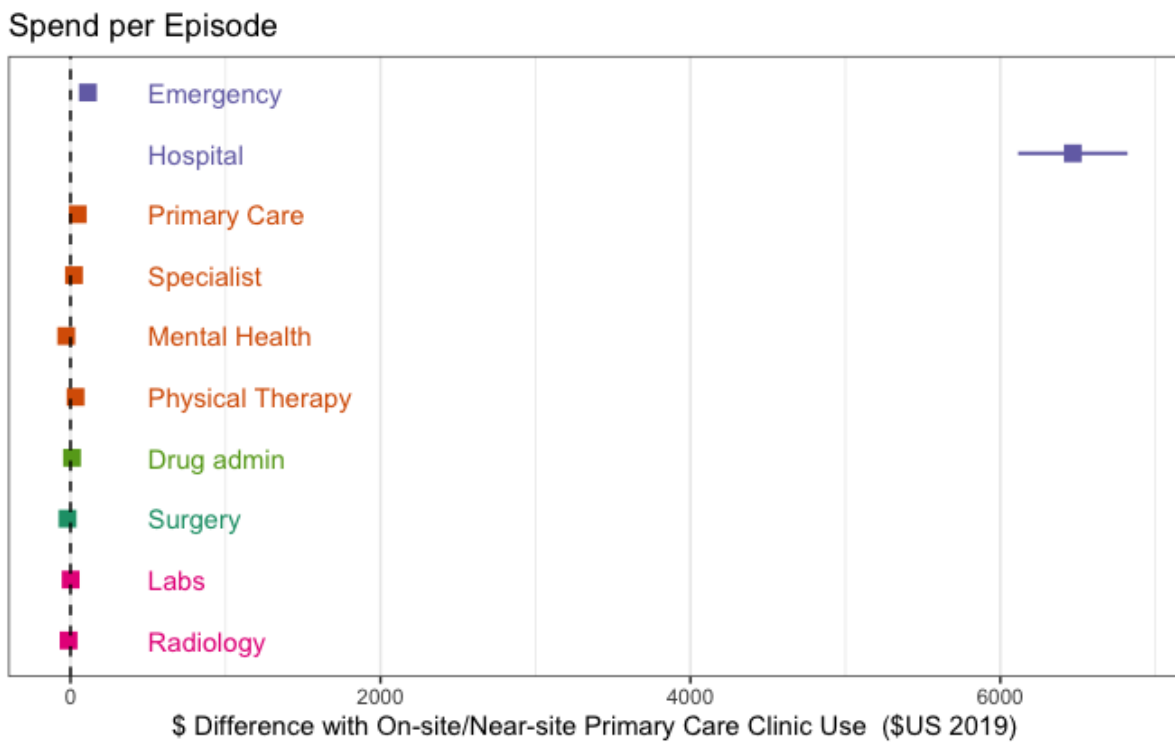 Spend per Episode
Emergency
Hospital
Primary Care
Specialist
Mental Health
Physical Therapy
Drug admin
Surgery
Labs
Radiology
0 2000 4000 6000
$ Difference with On-site/Near-site Primary Care Clinic Use ($US 2019)